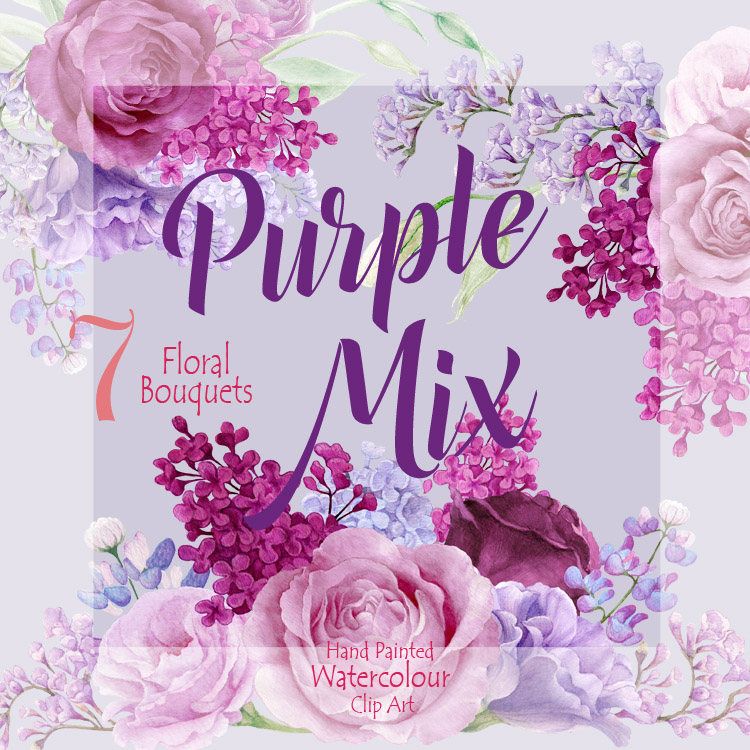 Purple
Mix
7
Floral
Bouquets
Hand Painted
Watercolour
Clip Art